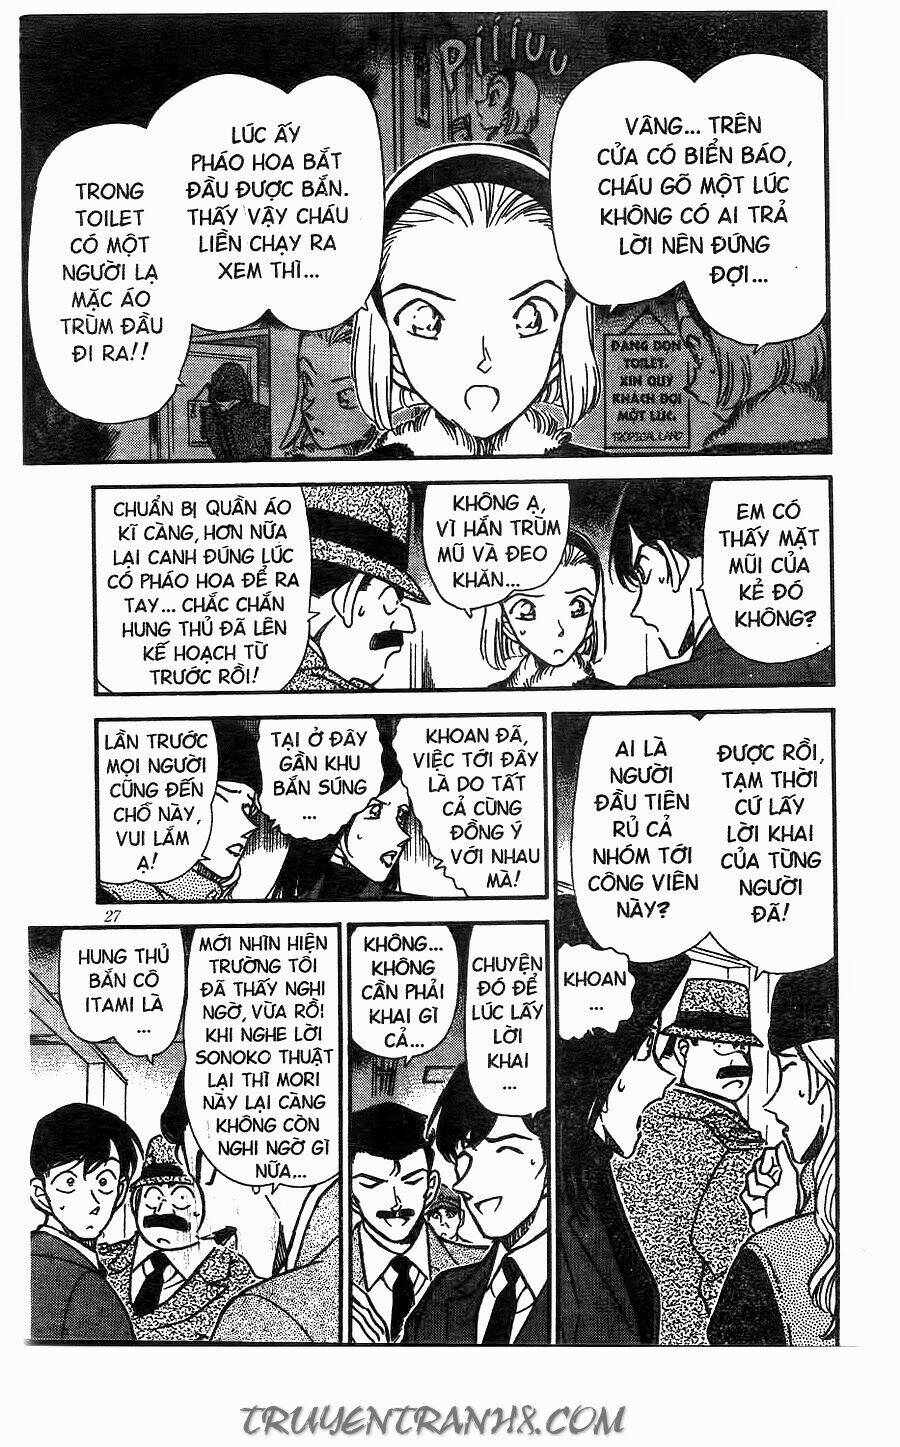 Píííuu
VÂNG... TRÊN
CỬA CÓ BIỂN BÁO,
CHÁU GÕ MỘT LÚC
KHÔNG CÓ AI TRẢ
LỜI NÊN ĐỨNG
ĐỢI...
LÚC ẤY
PHÁO HOA BẮT
ĐẦU ĐƯỢC BẮN.
THẤY VẬY CHÁU
LIỀN CHẠY RA
XEM THÌ...
TRONG
TOILET
CÓ MỘT
NGƯỜI LẠ
MẶC ÁO
TRÙM ĐẦU
ĐI RA!!
ĐANG DỌN
TOILET.
XIN QUÝ
KHÁCH ĐỢI
MỘT LÚC.
TROPICAL LAND
EM CÓ
THẤY MẶT
MŨI CỦA
KẺ ĐÓ
KHÔNG?
KHÔNG Ạ,
VÌ HẮN TRÙM
MŨ VÀ ĐEO
KHĂN...
CHUẨN BỊ QUẦN ÁO
KĨ CÀNG, HƠN NỮA
LẠI CANH ĐÚNG LÚC
CÓ PHÁO HOA ĐỂ RA
TAY... CHẮC CHẮN
HUNG THỦ ĐÃ LÊN
KẾ HOẠCH TỪ
TRƯỚC RỒI!
ĐƯỢC RỒI,
TẠM THỜI
CỨ LẤY
LỜI KHAI
CỦA TỪNG
NGƯỜI
ĐÃ!
AI LÀ
NGƯỜI
ĐẦU TIÊN
RỦ CẢ
NHÓM TỚI
CÔNG VIÊN
NÀY?
KHOAN ĐÃ,
VIỆC TỚI ĐÂY
LÀ DO TẤT
CẢ CÙNG
ĐỒNG Ý
VỚI NHAU
MÀ!
TẠI Ở ĐÂY
GẦN KHU
BẮN SÚNG
...
LẦN TRƯỚC
MỌI NGƯỜI
CŨNG ĐẾN
CHỖ NÀY,
VUI LẮM
Ạ!
27
KHOAN
...
CHUYỆN
ĐÓ ĐỂ
LÚC LẤY
LỜI
KHAI
...
KHÔNG...
KHÔNG
CẦN PHẢI
KHAI GÌ
CẢ...
MỚI NHÌN HIỆN
TRƯỜNG TÔI
ĐÃ THẤY NGHI
NGỜ, VỪA RỒI
KHI NGHE LỜI
SONOKO THUẬT
LẠI THÌ MORI
NÀY LẠI CÀNG
KHÔNG CÒN
NGHI NGỜ GÌ
NỮA...
HUNG THỦ
BẮN CÔ
ITAMI LÀ
...
TRUYENTRANH8.COM